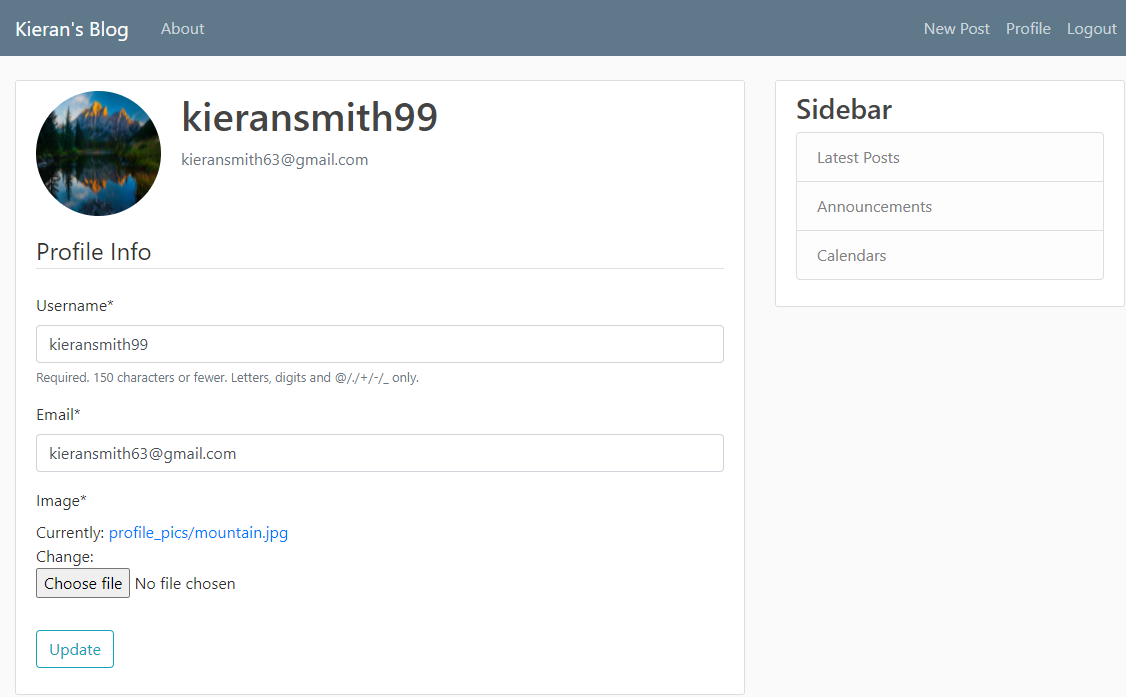 Kieran's Blog About New Post Profile Logout
kieransmith99
kieransmith63@gmail.com
Profile Info
Username*
kieransmith99
Required. 150 characters or fewer. Letters, digits and @/./+/-/_ only.
Email*
kieransmith63@gmail.com
Image*
Currently: profile_pics/mountain.jpg
Change:
Choose file No file chosen
Update
Sidebar
Latest Posts
Announcements
Calendars